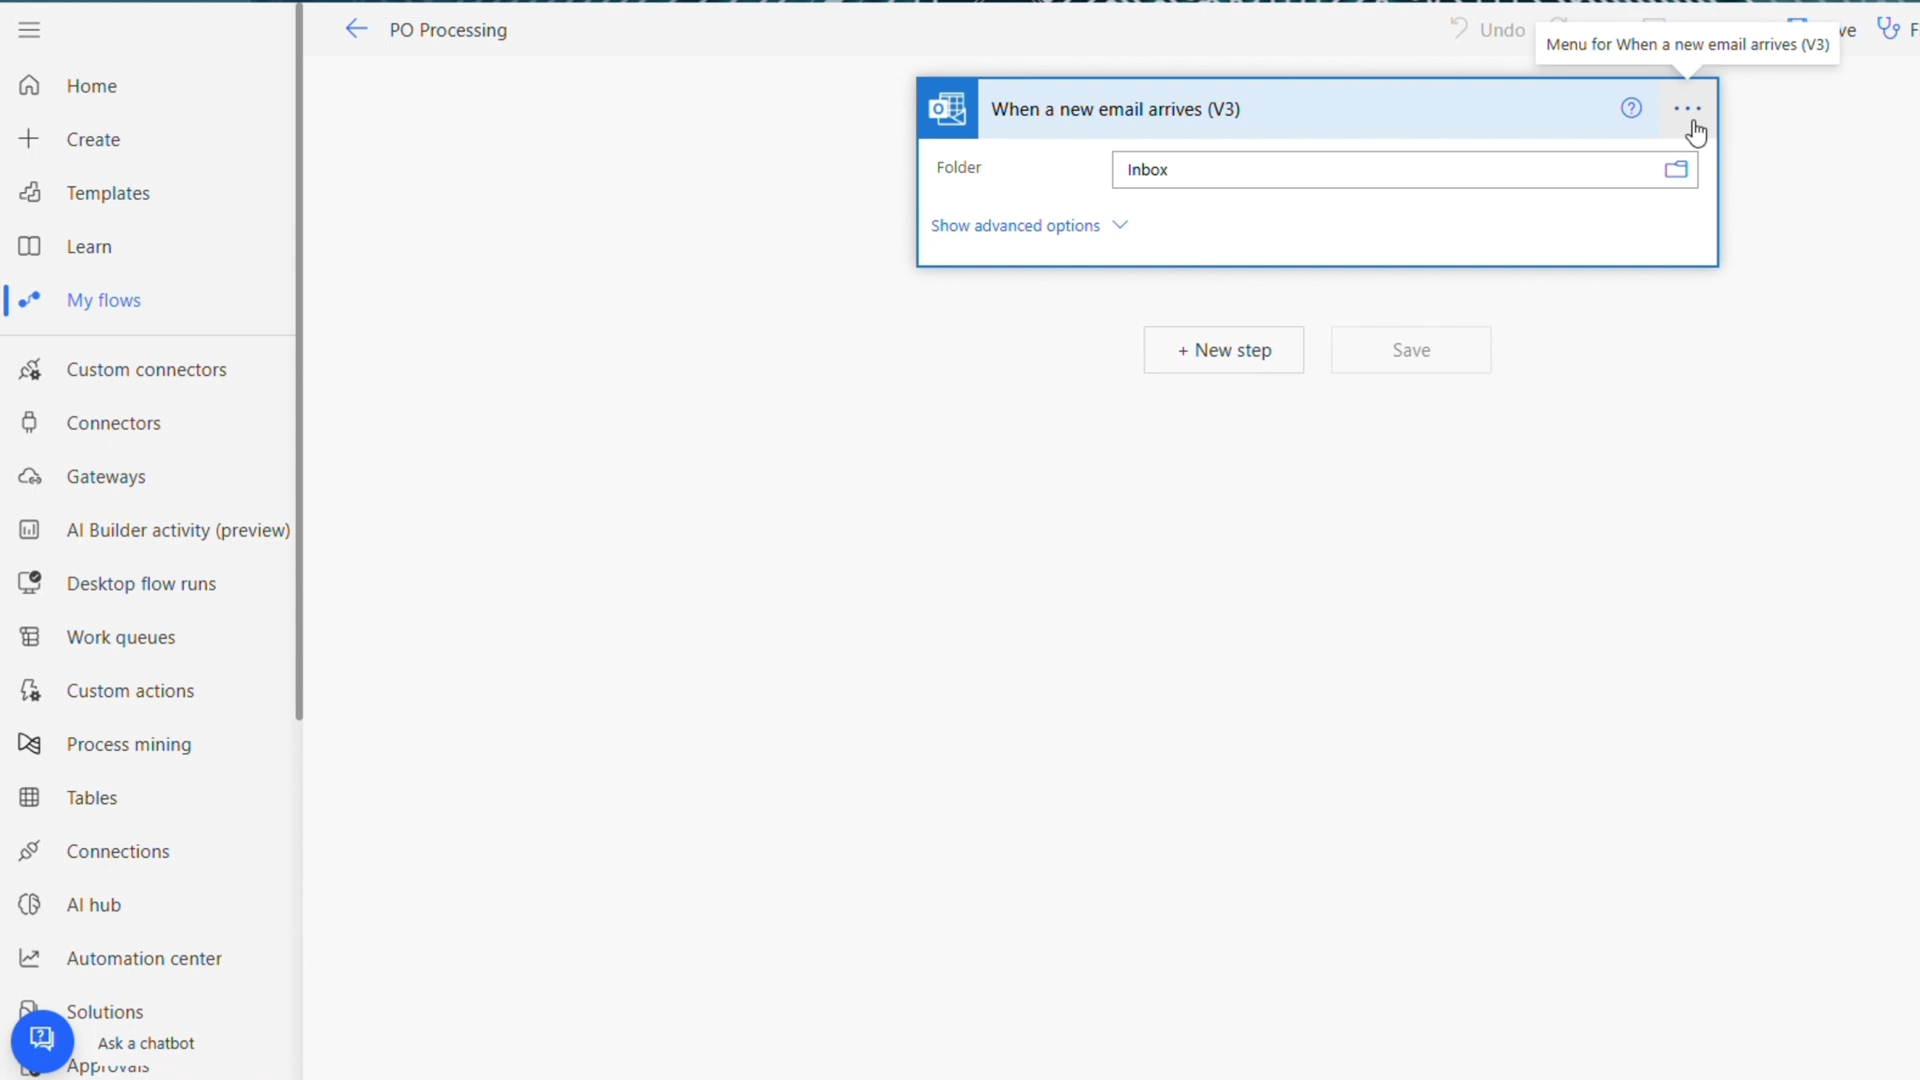 PO Processing
Undo
Menu for When a new email arrives (V3)
Home
Create
Templates
Learn
My flows
Custom connectors
Connectors
Gateways
AI Builder activity (preview)
Desktop flow runs
Work queues
Custom actions
Process mining
Tables
Connections
AI hub
Automation center
Solutions
Ask a chatbot
When a new email arrives (V3)
Folder
Inbox
Show advanced options
+ New step
Save